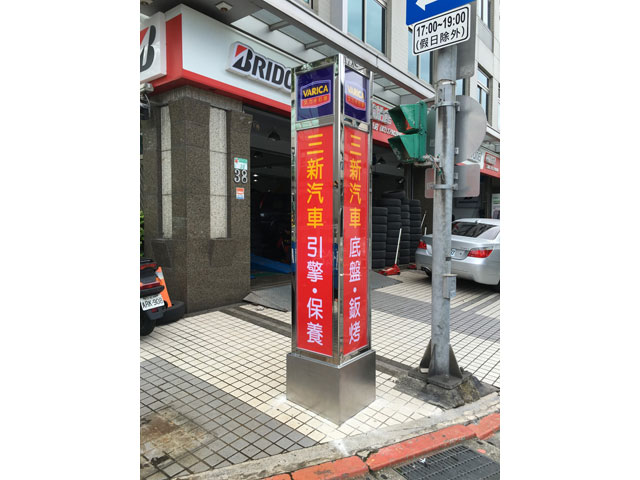 17:00~19:00
(假日除外)
BRIDG
VARICA
三新汽車 引擎·保養
三新汽車 底盤·鈑烤
38